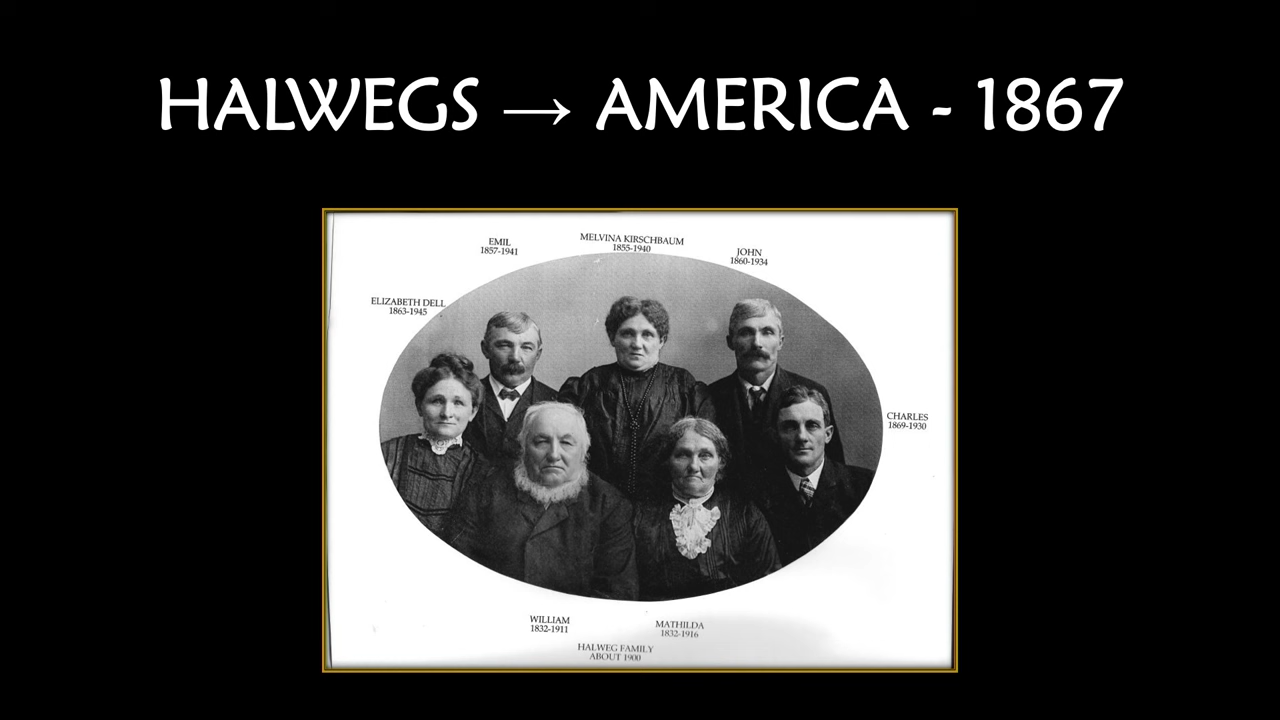 HALWEGS → AMERICA - 1867
EMIL
1857-1941
MELVINA KIRSCHBAUM
1855-1940
JOHN
1860-1934
ELIZABETH DELL
1863-1945
CHARLES
1869-1930
WILLIAM
1832-1911
MATHILDA
1832-1916
HALWEG FAMILY
ABOUT 1900